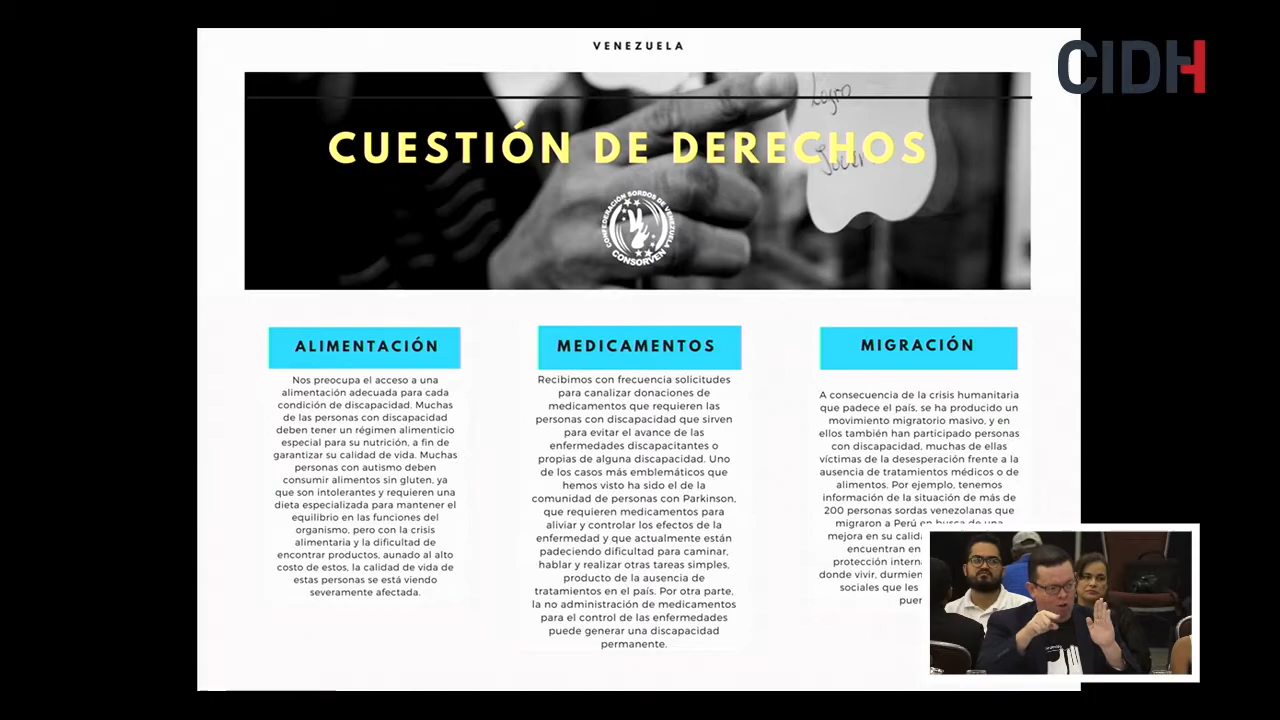 VENEZUELA
CIDH
Logro
CUESTIÓN DE DERECHOS
CONFEDERACIÓN SORDOS DE VENEZUELA
CONSORVEN
ALIMENTACIÓN
Nos preocupa el acceso a una
alimentación adecuada para cada
condición de discapacidad. Muchas
de las personas con discapacidad
deben tener un régimen alimenticio
especial para su nutrición, a fin de
garantizar su calidad de vida. Muchas
personas con autismo deben
consumir alimentos sin gluten, ya
que son intolerantes y requieren una
dieta especializada para mantener el
equilibrio en las funciones del
organismo, pero con la crisis
alimentaria y la dificultad de
encontrar productos, aunado al alto
costo de estos, la calidad de vida de
estas personas se está viendo
severamente afectada.
MEDICAMENTOS
Recibimos con frecuencia solicitudes
para canalizar donaciones de
medicamentos que requieren las
personas con discapacidad que sirven
para evitar el avance de las
enfermedades discapacitantes o
propias de alguna discapacidad. Uno
de los casos más emblemáticos que
hemos visto ha sido el de la
comunidad de personas con Parkinson,
que requieren medicamentos para
aliviar y controlar los efectos de la
enfermedad y que actualmente están
padeciendo dificultad para caminar,
hablar y realizar otras tareas simples,
producto de la ausencia de
tratamientos en el país. Por otra parte,
la no administración de medicamentos
para el control de las enfermedades
puede generar una discapacidad
permanente.
MIGRACIÓN
A consecuencia de la crisis humanitaria
que padece el país, se ha producido un
movimiento migratorio masivo, y en
ellos también han participado personas
con discapacidad, muchas de ellas
víctimas de la desesperación frente a la
ausencia de tratamientos médicos o de
alimentos. Por ejemplo, tenemos
información de la situación de más de
200 personas sordas venezolanas que
migraron a Perú en busca de una
mejora en su calid
encuentran en
protección interna
donde vivir, durmien
sociales que les
puer